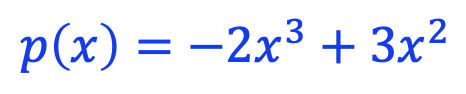 p(x) = −2x³ + 3x²